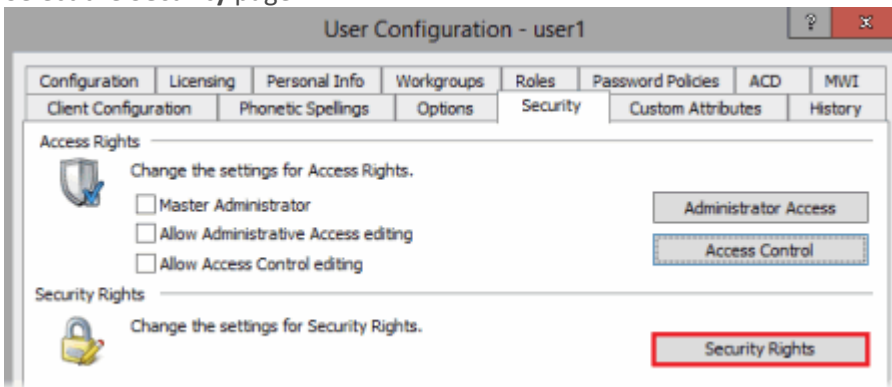 User Configuration - user1
?
x
Configuration Licensing Personal Info Workgroups Roles Password Policies ACD MWI
Client Configuration Phonetic Spellings Options Security Custom Attributes History
Access Rights
Change the settings for Access Rights.
Master Administrator
Administrator Access
Allow Administrative Access editing
Access Control
Allow Access Control editing
Security Rights
Change the settings for Security Rights.
Security Rights